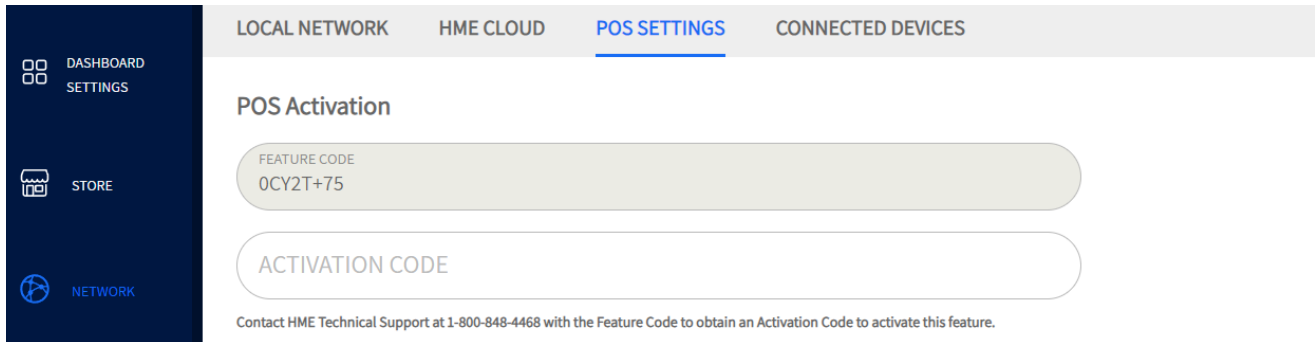 LOCAL NETWORK HME CLOUD POS SETTINGS CONNECTED DEVICES
DASHBOARD
SETTINGS
STORE
NETWORK
POS Activation
FEATURE CODE
0CY2T+75
ACTIVATION CODE
Contact HME Technical Support at 1-800-848-4468 with the Feature Code to obtain an Activation Code to activate this feature.